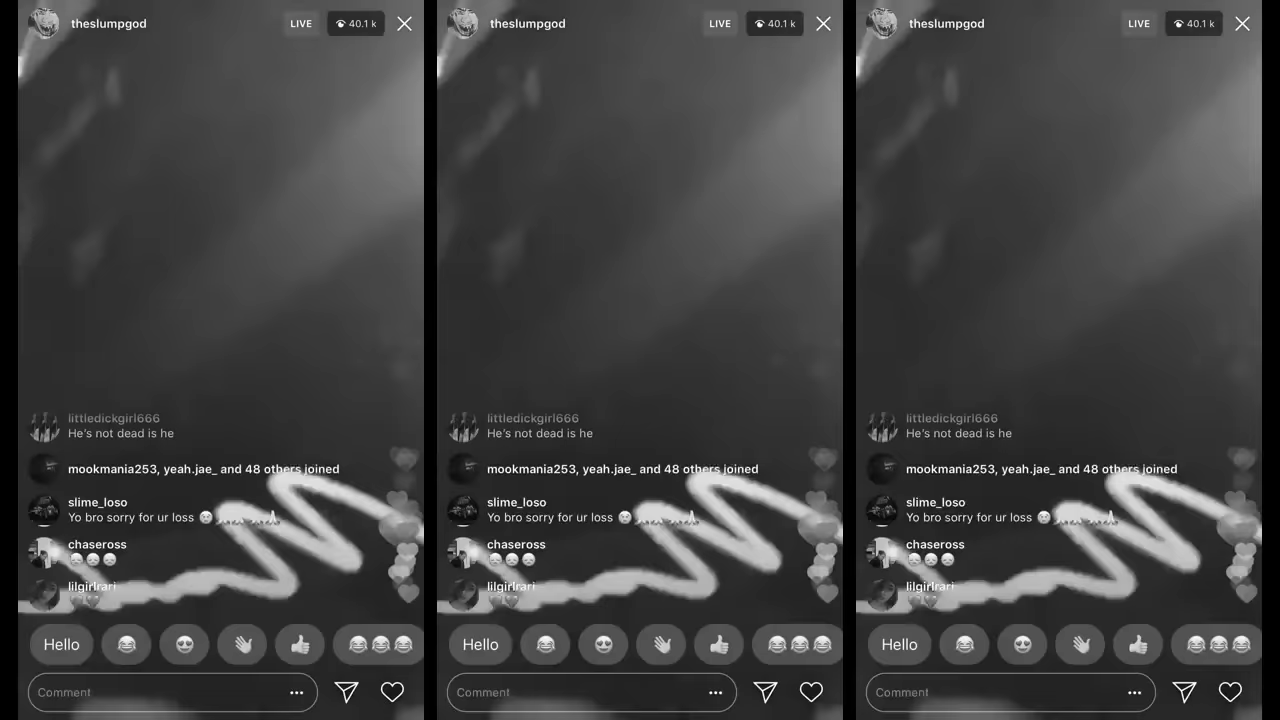 theslumpgod LIVE 40.1 k
littledickgirl666
He's not dead is he
mookmania253, yeah.jae_ and 48 others joined
slime_loso
Yo bro sorry for ur loss
chaseross
lilgirlrari
Hello
Comment
theslumpgod LIVE 40.1 k
littledickgirl666
He's not dead is he
mookmania253, yeah.jae_ and 48 others joined
slime_loso
Yo bro sorry for ur loss
chaseross
lilgirlrari
Hello
Comment
theslumpgod LIVE 40.1 k
littledickgirl666
He's not dead is he
mookmania253, yeah.jae_ and 48 others joined
slime_loso
Yo bro sorry for ur loss
chaseross
lilgirlrari
Hello
Comment